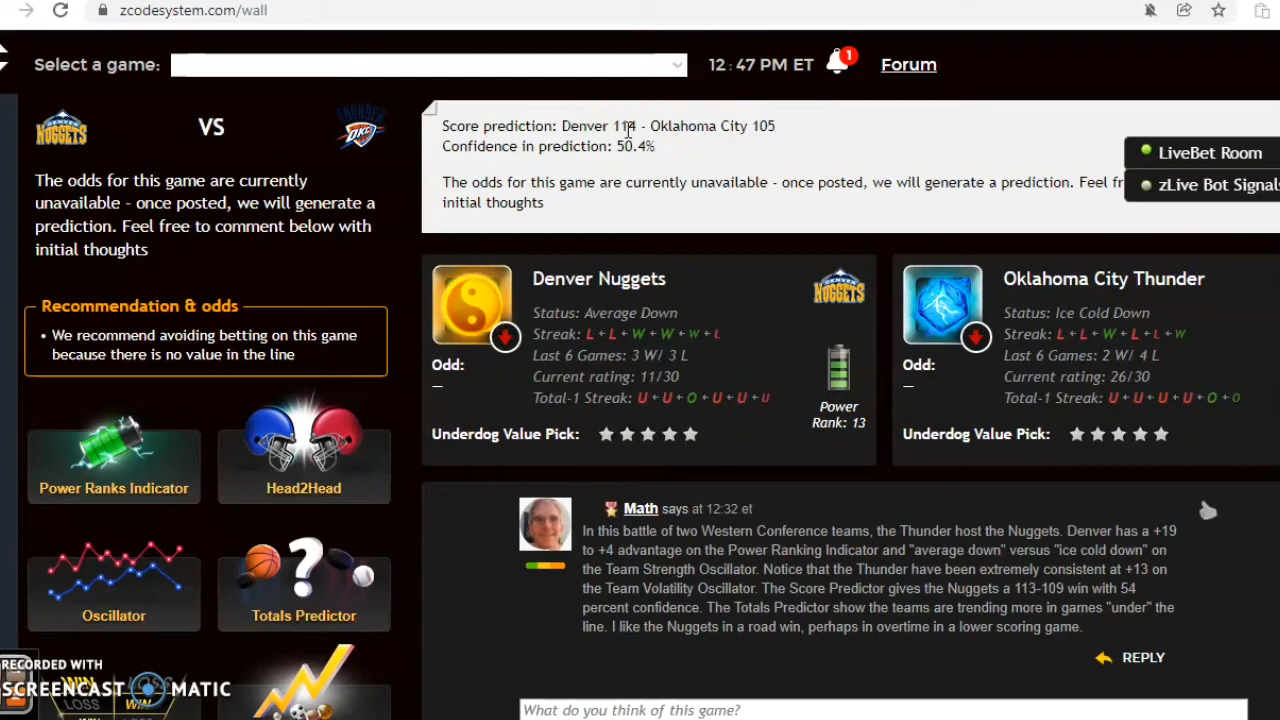 zcodesystem.com/wall
Select a game:
12:47 PM ET
1
Forum
DENVER
NUGGETS
VS
THUNDER
OKC
The odds for this game are currently
unavailable - once posted, we will generate a
prediction. Feel free to comment below with
initial thoughts
Recommendation & odds
• We recommend avoiding betting on this game
because there is no value in the line
Power Ranks Indicator
Head2Head
Oscillator
Totals Predictor
Score prediction: Denver 114 - Oklahoma City 105
Confidence in prediction: 50.4%
The odds for this game are currently unavailable - once posted, we will generate a prediction. Feel fr
initial thoughts
LiveBet Room
zLive Bot Signals
Denver Nuggets
Status: Average Down
Streak: L + L + W + W + W + L
Last 6 Games: 3 W/ 3 L
Current rating: 11/30
Total-1 Streak: U + U + O + U + U + U
Odd:
—
DENVER
NUGGETS
Power
Rank: 13
Underdog Value Pick:
Oklahoma City Thunder
Status: Ice Cold Down
Streak: L + L + W + L + L + W
Last 6 Games: 2 W/ 4 L
Current rating: 26/30
Total-1 Streak: U + U + U + U + O + O
Odd:
—
Underdog Value Pick:
Math says at 12:32 et
In this battle of two Western Conference teams, the Thunder host the Nuggets. Denver has a +19
to +4 advantage on the Power Ranking Indicator and "average down" versus "Ice cold down" on
the Team Strength Oscillator. Notice that the Thunder have been extremely consistent at +13 on
the Team Volatility Oscillator. The Score Predictor gives the Nuggets a 113-109 win with 54
percent confidence. The Totals Predictor show the teams are trending more in games "under" the
line. I like the Nuggets in a road win, perhaps in overtime in a lower scoring game.
REPLY
What do you think of this game?
RECORDED WITH
SCREENCAST MATIC
WIN
LOSS WIN